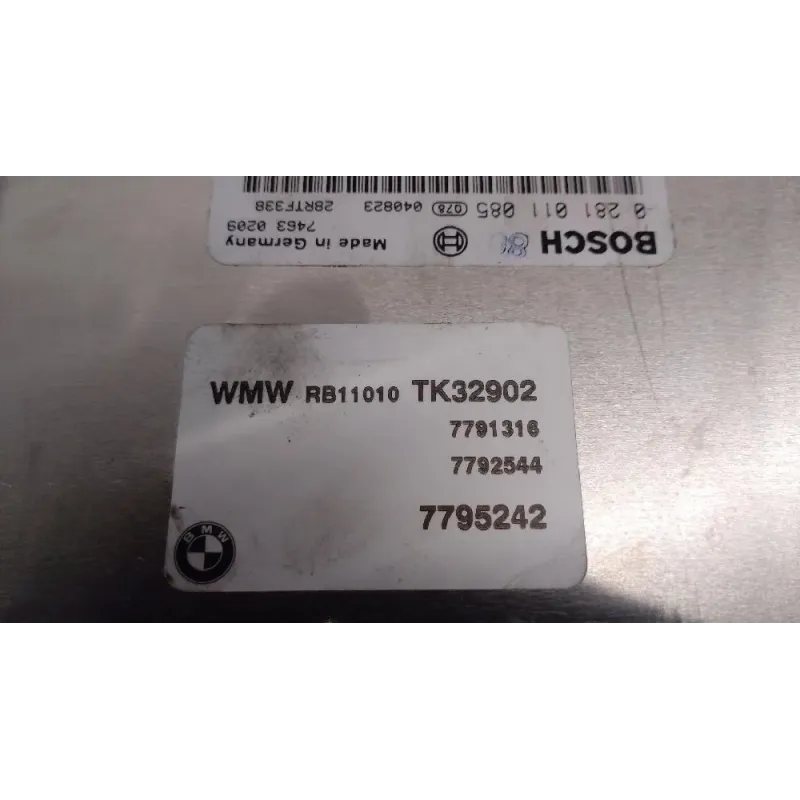 BOSCH Made in Germany
7463 0209
0 281 011 085 078 040823 28RTF338
WMW RB11010 TK32902
7791316
7792544
7795242
BMW